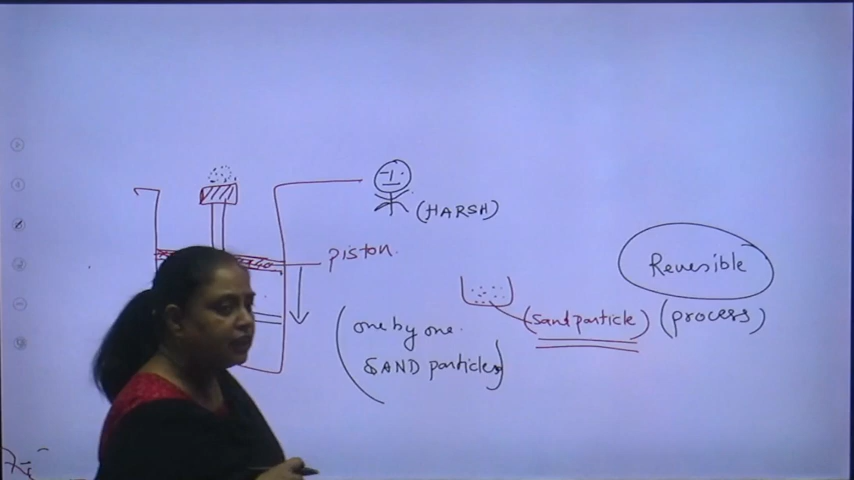 (HARSH)
piston.
Reversible
(process)
(sand particle)
(one by one.
SAND particles)